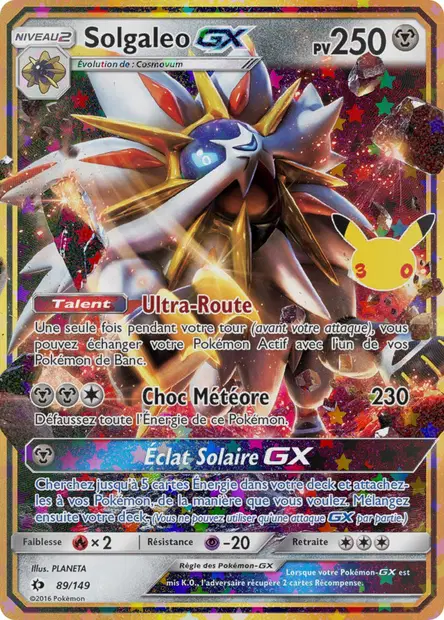 NIVEAU2 Solgaleo GX PV250
Évolution de : Cosmovum
30
Talent Ultra-Route
Une seule fois pendant votre tour (avant votre attaque), vous
pouvez échanger votre Pokémon Actif avec l'un de vos
Pokémon de Banc.
Choc Météore 230
Défaussez toute l'Énergie de ce Pokémon.
Éclat Solaire GX
Cherchez jusqu'à 5 cartes Énergie dans votre deck et attachez-
les à vos Pokémon, de la manière que vous voulez. Mélangez
ensuite votre deck. (Vous ne pouvez utiliser qu'une attaque GX par partie.)
Faiblesse × 2 Résistance -20 Retraite
Illus. PLANETA
89/149
©2016 Pokémon
Règle des Pokémon-GX
Lorsque votre Pokémon-GX est
mis K.O., l'adversaire récupère 2 cartes Récompense.